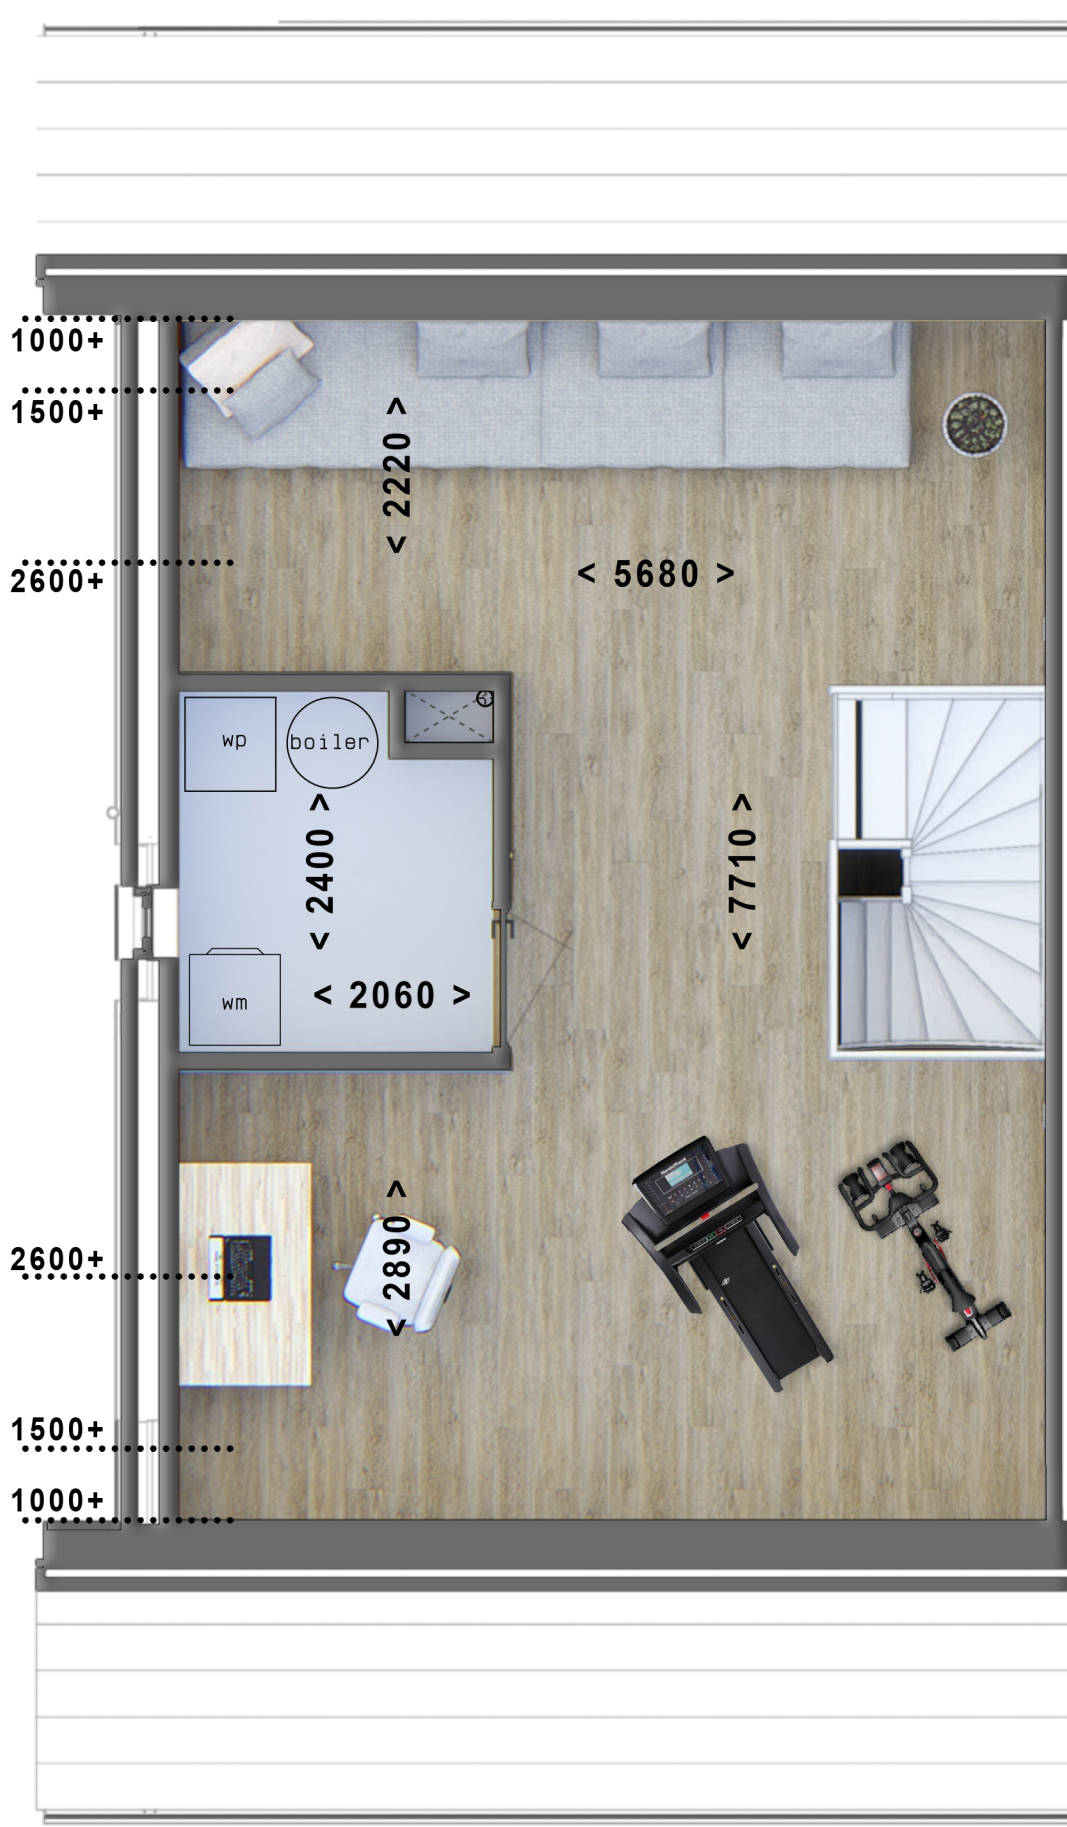 1000+
1500+
< 2220 >
2600+
< 5680 >
wp
boiler
< 2400 >
< 7710 >
wm
< 2060 >
< 2890 >
2600+
1500+
1000+